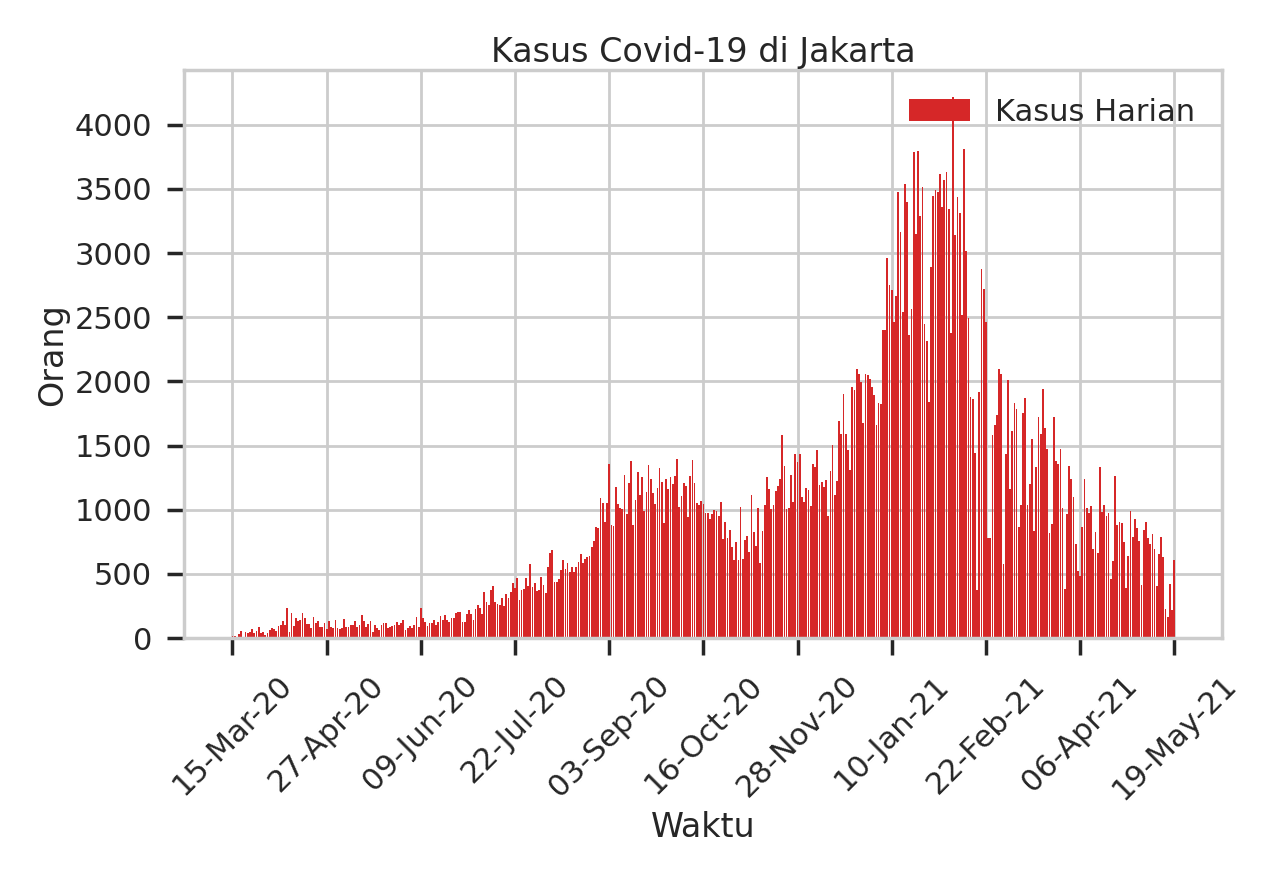 Kasus Covid-19 di Jakarta
Kasus Harian
Orang
4000
3500
3000
2500
2000
1500
1000
500
0
15-Mar-20
27-Apr-20
09-Jun-20
22-Jul-20
03-Sep-20
16-Oct-20
28-Nov-20
10-Jan-21
22-Feb-21
06-Apr-21
19-May-21
Waktu